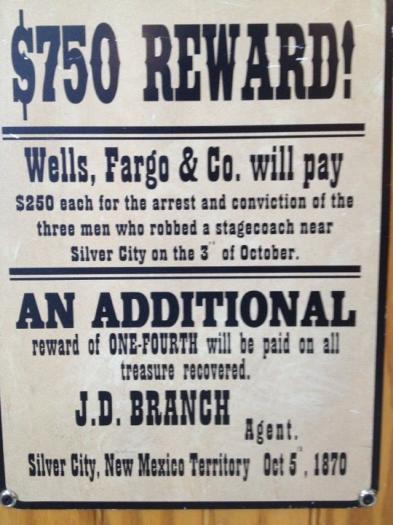 $750 REWARD!
Wells, Fargo & Co. will pay
$250 each for the arrest and conviction of the
three men who robbed a stagecoach near
Silver City on the 3rd of October.
AN ADDITIONAL
reward of ONE-FOURTH will be paid on all
treasure recovered.
J.D. BRANCH
Agent.
Silver City, New Mexico Territory Oct 5th, 1870